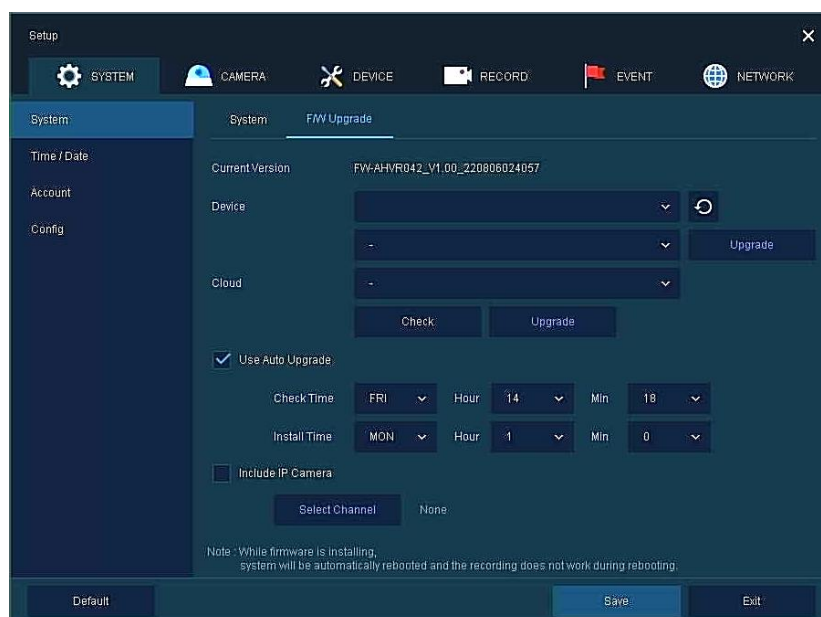 Setup
SYSTEM CAMERA DEVICE RECORD EVENT NETWORK
System System F/W Upgrade
Time / Date
Account
Config
Current Version FW-AHVR042_V1.00_220806024057
Device
- Upgrade
Cloud -
Check Upgrade
Use Auto Upgrade
Check Time FRI Hour 14 Min 18
Install Time MON Hour 1 Min 0
Include IP Camera
Select Channel None
Note : While firmware is installing,
system will be automatically rebooted and the recording does not work during rebooting.
Default Save Exit